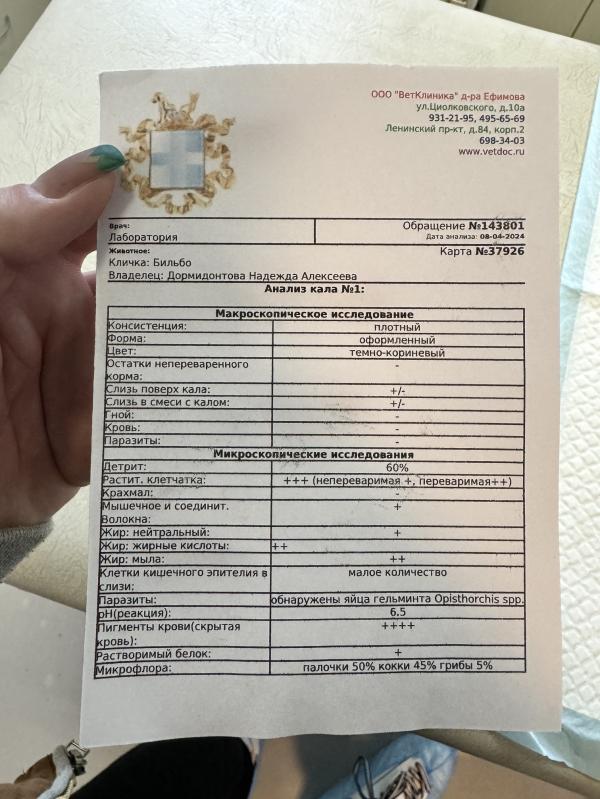 ООО "ВетКлиника" д-ра Ефимова
ул.Циолковского, д.10а
931-21-95, 495-65-69
Ленинский пр-кт, д.84, корп.2
698-34-03
www.vetdoc.ru
Врач:
Лаборатория
Обращение №143801
Дата анализа: 08-04-2024
Животное:
Карта №37926
Кличка: Бильбо
Владелец: Дормидонтова Надежда Алексеева
Анализ кала №1:
Макроскопическое исследование
Консистенция: плотный
Форма: оформленный
Цвет: темно-кориневый
Остатки непереваренного -
корма:
Слизь поверх кала: +/-
Слизь в смеси с калом: +/-
Гной: -
Кровь: -
Паразиты: -
Микроскопические исследования
Детрит: 60%
Растит. клетчатка: +++ (непереваримая +, переваримая++)
Крахмал: -
Мышечное и соединит. +
Волокна:
Жир: нейтральный: +
Жир: жирные кислоты: ++
Жир: мыла: ++
Клетки кишечного эпителия в малое количество
слизи:
Паразиты: обнаружены яйца гельминта Opisthorchis spp.
pH(реакция): 6.5
Пигменты крови(скрытая ++++
кровь):
Растворимый белок: +
Микрофлора: палочки 50% кокки 45% грибы 5%